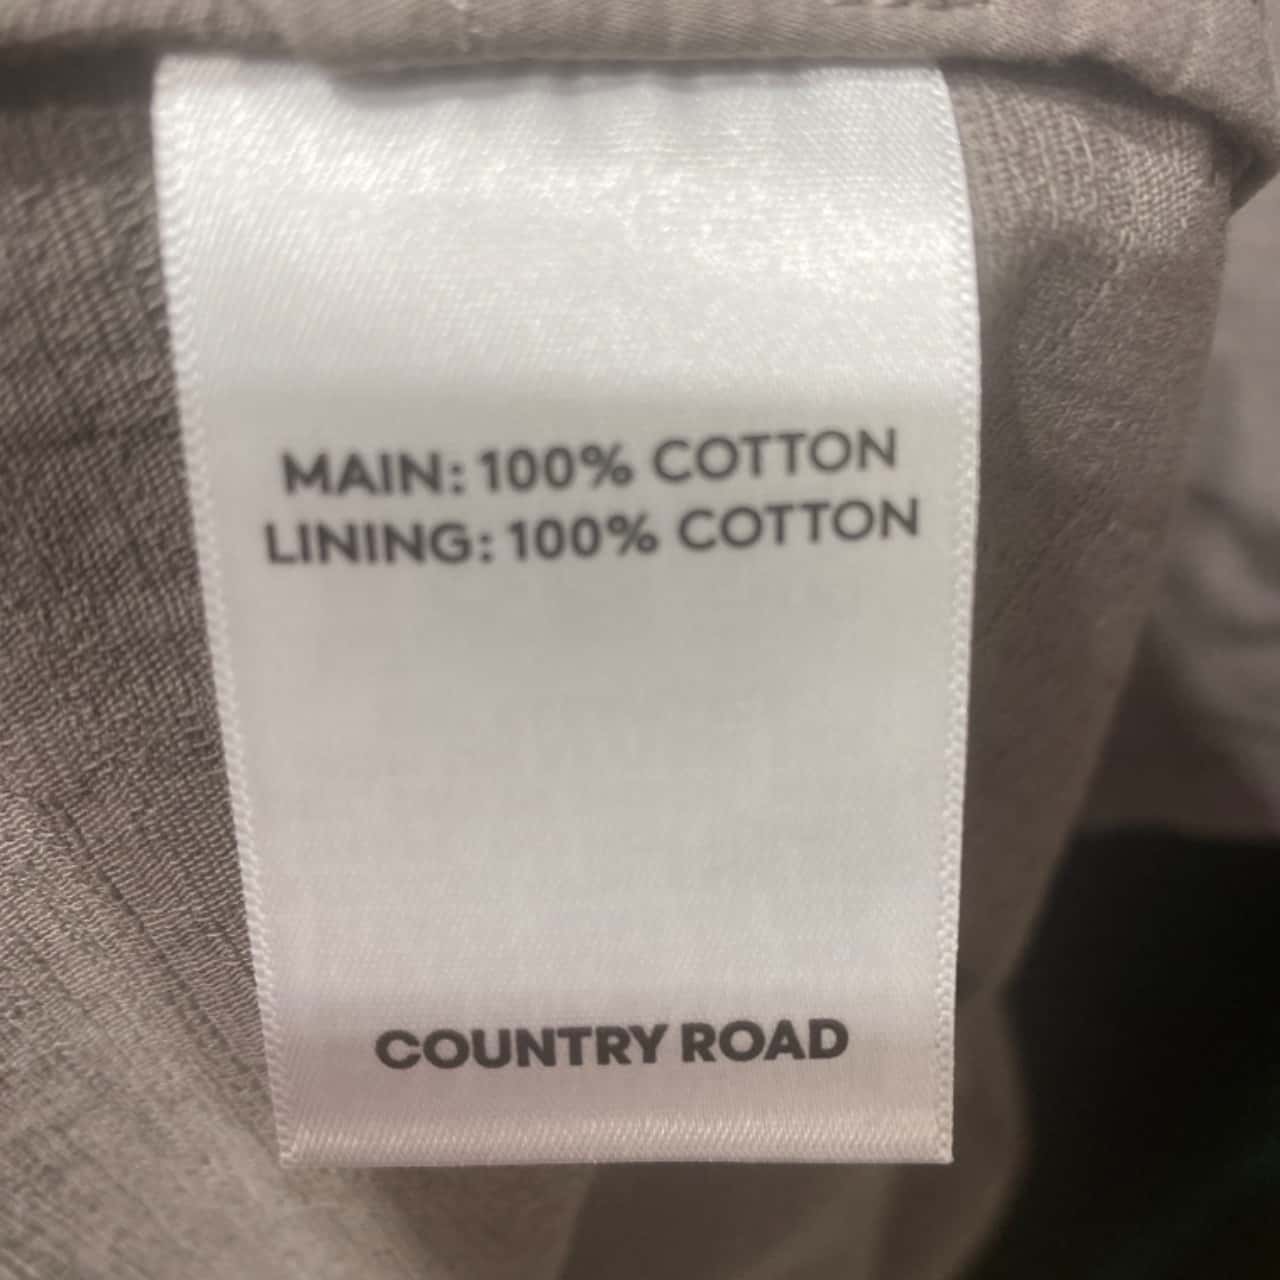 MAIN: 100% COTTON
LINING: 100% COTTON
COUNTRY ROAD